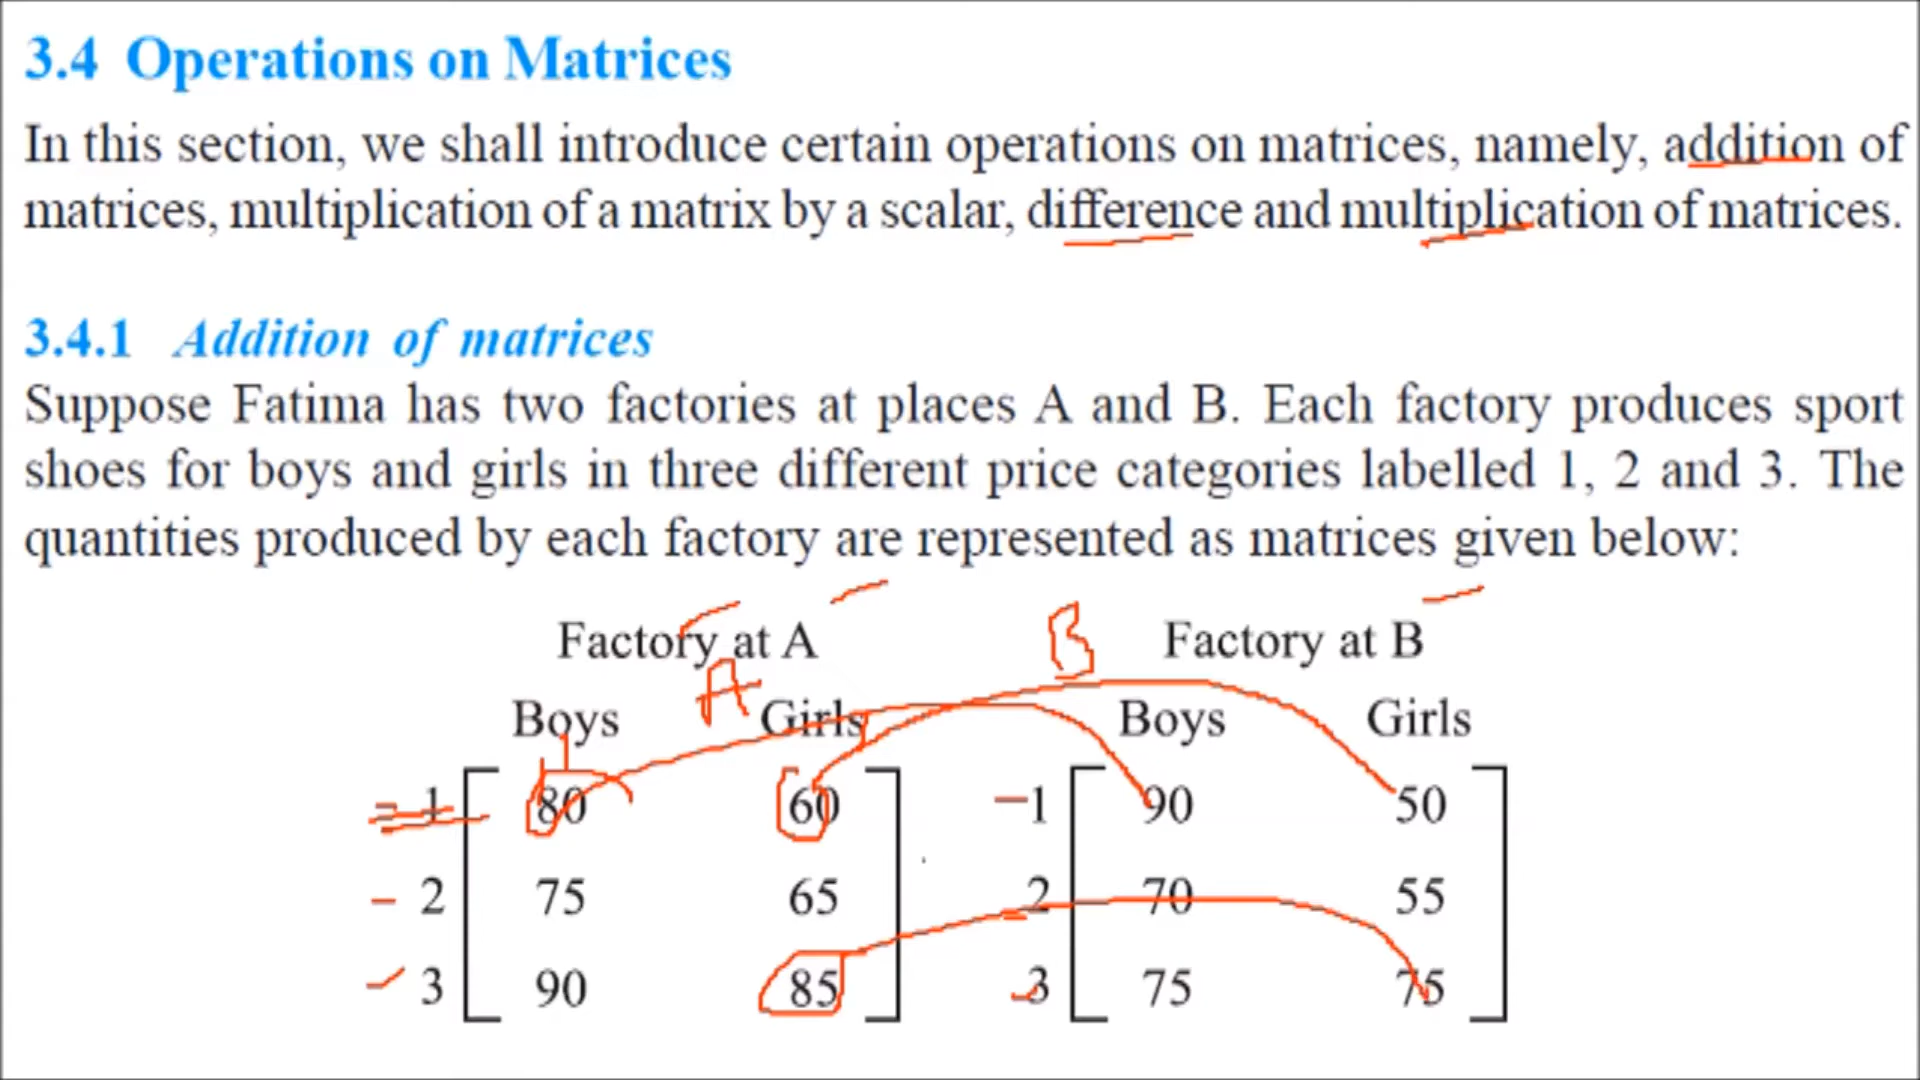 3.4 Operations on Matrices
In this section, we shall introduce certain operations on matrices, namely, addition of
matrices, multiplication of a matrix by a scalar, difference and multiplication of matrices.
3.4.1 Addition of matrices
Suppose Fatima has two factories at places A and B. Each factory produces sport
shoes for boys and girls in three different price categories labelled 1, 2 and 3. The
quantities produced by each factory are represented as matrices given below:
Factory at A B Factory at B
Boys A Girls Boys Girls
1 80 60 1 90 50
2 75 65 2 70 55
3 90 85 3 75 75